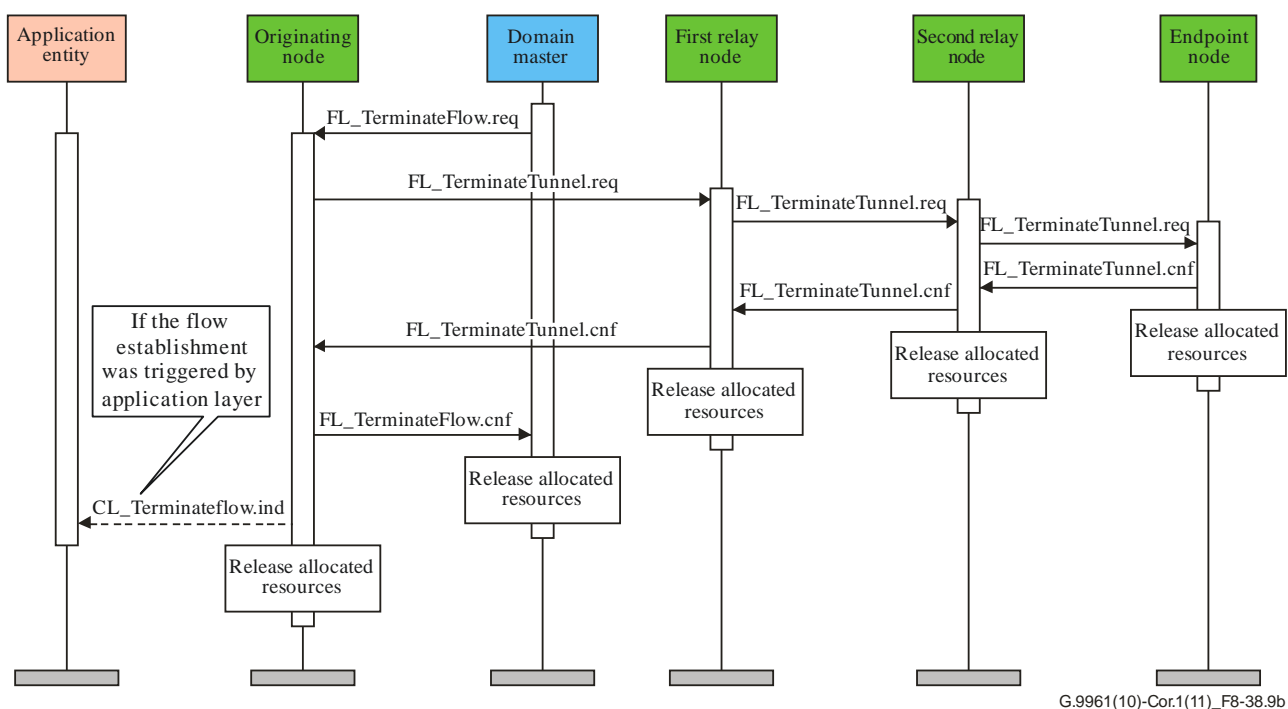 Application
entity
Originating
node
Domain
master
First relay
node
Second relay
node
Endpoint
node
FL_TerminateFlow.req
FL_TerminateTunnel.req
FL_TerminateTunnel.req
FL_TerminateTunnel.req
FL_TerminateTunnel.cnf
FL_TerminateTunnel.cnf
FL_TerminateTunnel.cnf
If the flow
establishment
was triggered by
application layer
Release allocated
resources
Release allocated
resources
Release allocated
resources
FL_TerminateFlow.cnf
Release allocated
resources
CL_Terminateflow.ind
Release allocated
resources
G.9961(10)-Cor.1(11)_F8-38.9b